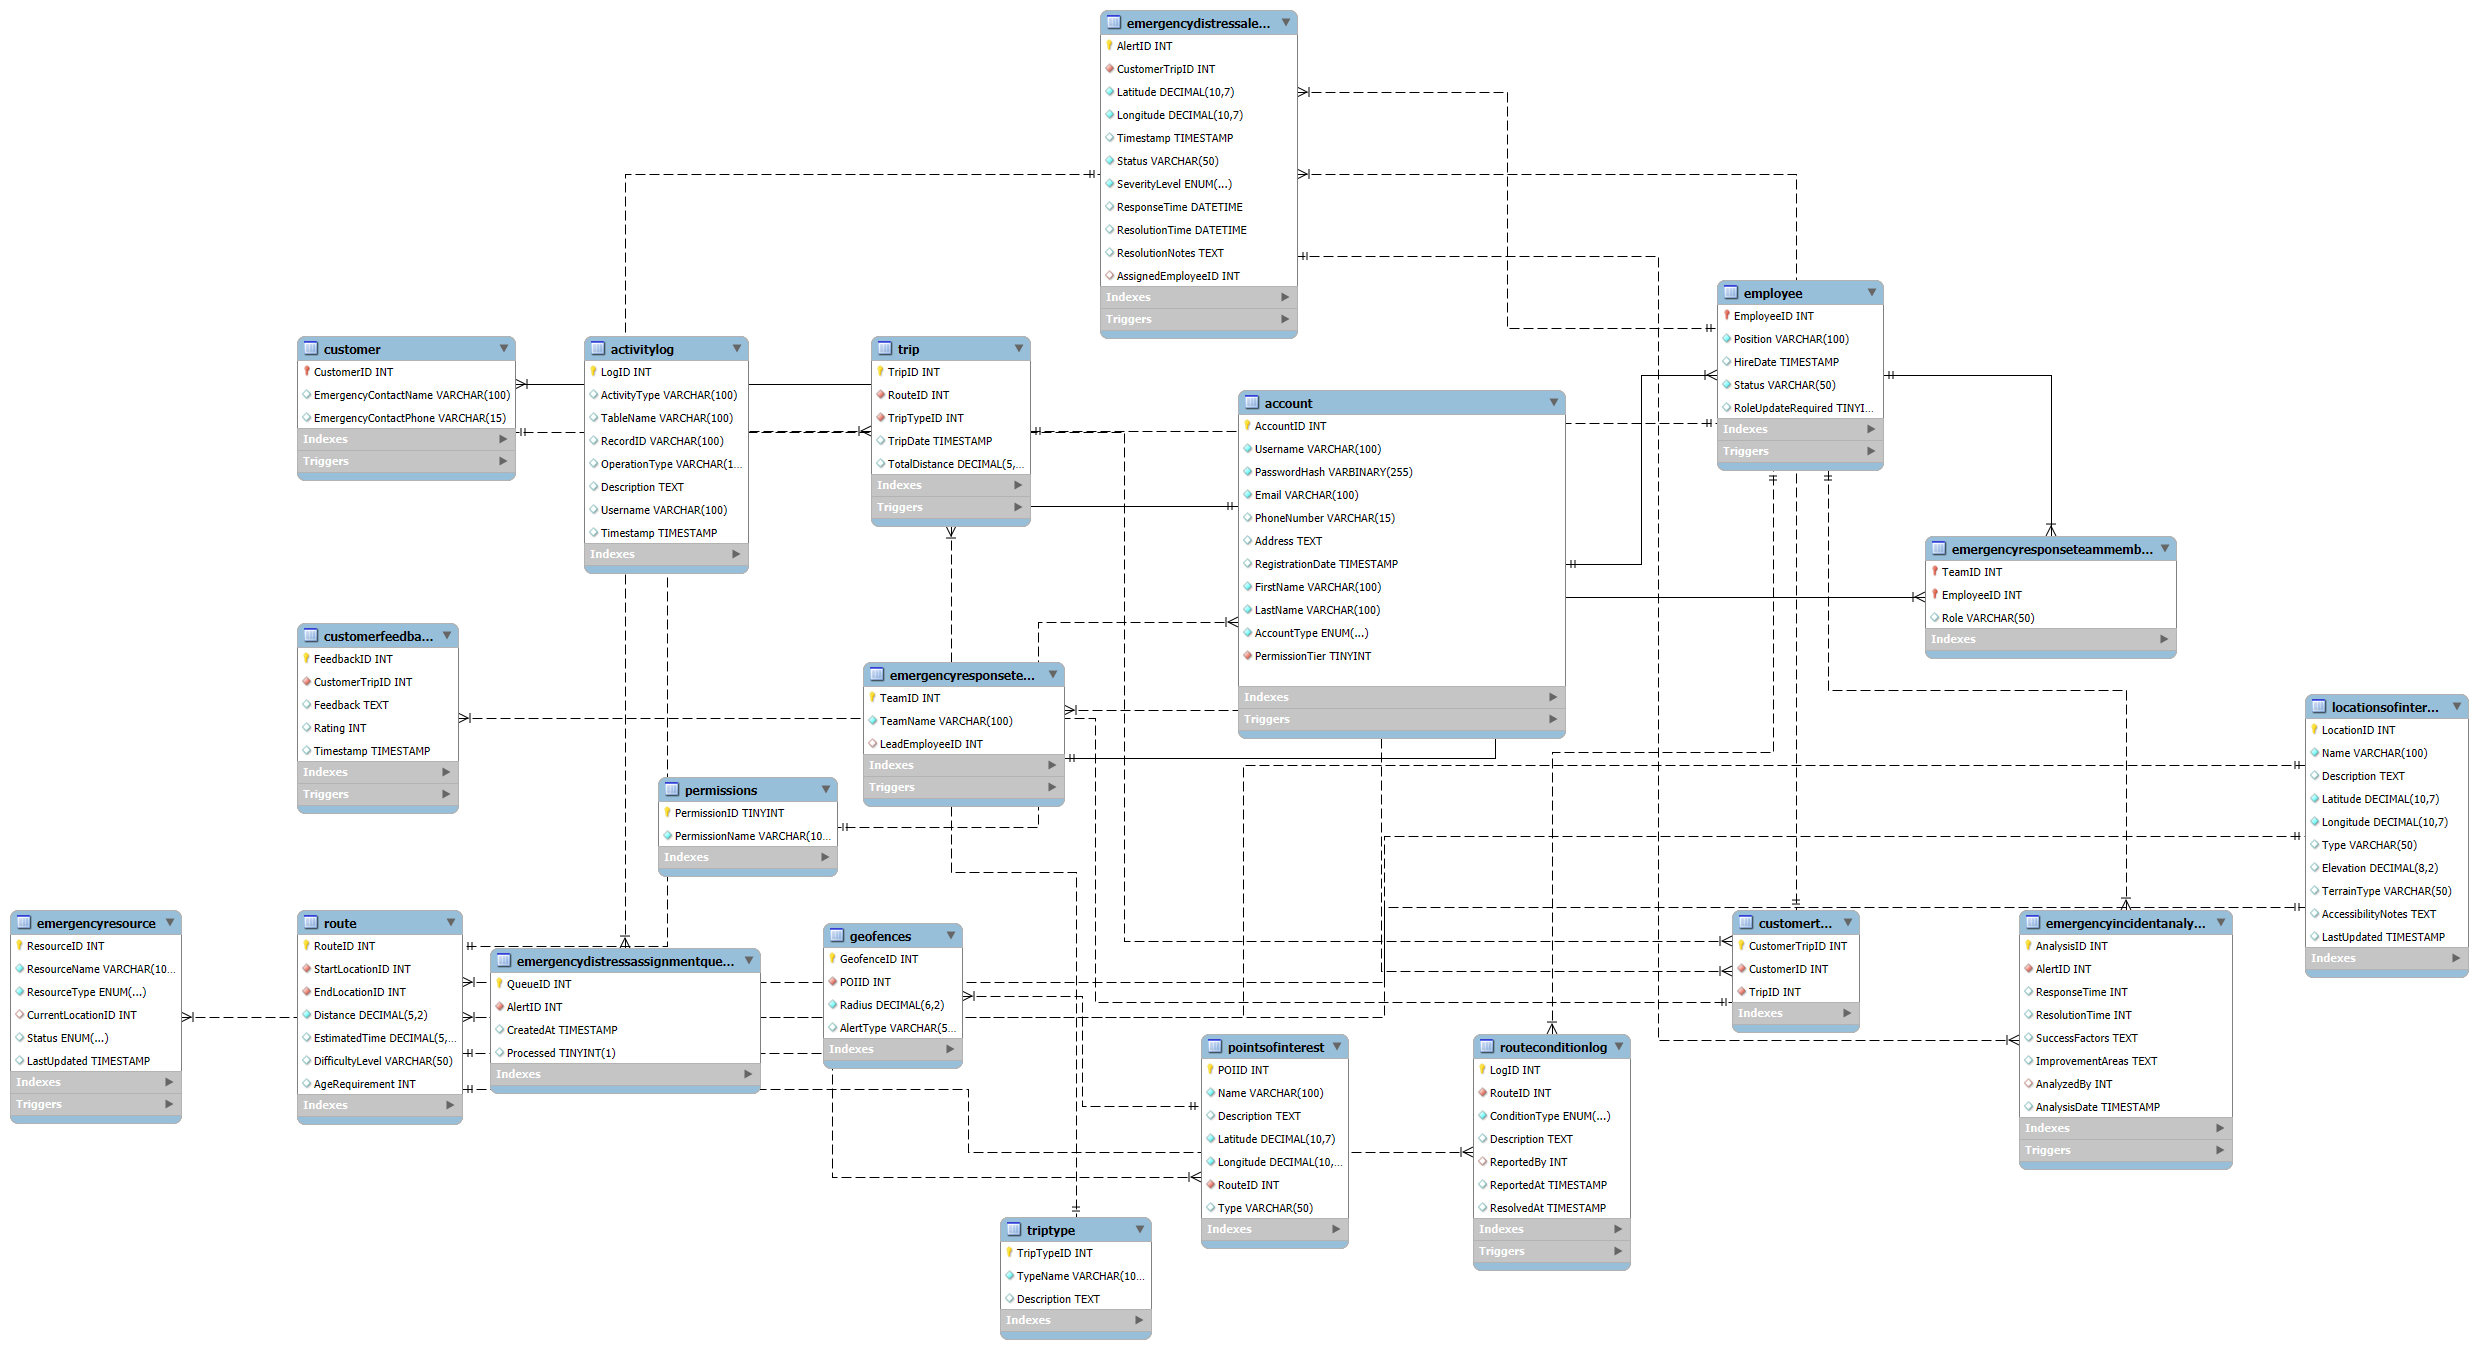 emergencydistressale...
AlertID INT
CustomerTripID INT
Latitude DECIMAL(10,7)
Longitude DECIMAL(10,7)
Timestamp TIMESTAMP
Status VARCHAR(50)
SeverityLevel ENUM(...)
ResponseTime DATETIME
ResolutionTime DATETIME
ResolutionNotes TEXT
AssignedEmployeeID INT
Indexes
Triggers
employee
EmployeeID INT
Position VARCHAR(100)
HireDate TIMESTAMP
Status VARCHAR(50)
RoleUpdateRequired TINYI...
Indexes
Triggers
customer
CustomerID INT
EmergencyContactName VARCHAR(100)
EmergencyContactPhone VARCHAR(15)
Indexes
Triggers
activitylog
LogID INT
ActivityType VARCHAR(100)
TableName VARCHAR(100)
RecordID VARCHAR(100)
OperationType VARCHAR(1...
Description TEXT
Username VARCHAR(100)
Timestamp TIMESTAMP
Indexes
trip
TripID INT
RouteID INT
TripTypeID INT
TripDate TIMESTAMP
TotalDistance DECIMAL(5,...
Indexes
Triggers
account
AccountID INT
Username VARCHAR(100)
PasswordHash VARBINARY(255)
Email VARCHAR(100)
PhoneNumber VARCHAR(15)
Address TEXT
RegistrationDate TIMESTAMP
FirstName VARCHAR(100)
LastName VARCHAR(100)
AccountType ENUM(...)
PermissionTier TINYINT
Indexes
Triggers
emergencyresponseteammemb...
TeamID INT
EmployeeID INT
Role VARCHAR(50)
Indexes
customerfeedba...
FeedbackID INT
CustomerTripID INT
Feedback TEXT
Rating INT
Timestamp TIMESTAMP
Indexes
Triggers
emergencyresponsete...
TeamID INT
TeamName VARCHAR(100)
LeadEmployeeID INT
Indexes
Triggers
locationsofinter...
LocationID INT
Name VARCHAR(100)
Description TEXT
Latitude DECIMAL(10,7)
Longitude DECIMAL(10,7)
Type VARCHAR(50)
Elevation DECIMAL(8,2)
TerrainType VARCHAR(50)
AccessibilityNotes TEXT
LastUpdated TIMESTAMP
Indexes
permissions
PermissionID TINYINT
PermissionName VARCHAR(10...
Indexes
emergencyresource
ResourceID INT
ResourceName VARCHAR(10...
ResourceType ENUM(...)
CurrentLocationID INT
Status ENUM(...)
LastUpdated TIMESTAMP
Indexes
Triggers
route
RouteID INT
StartLocationID INT
EndLocationID INT
Distance DECIMAL(5,2)
EstimatedTime DECIMAL(5,...
DifficultyLevel VARCHAR(50)
AgeRequirement INT
Indexes
emergencydistressassignmentque...
QueueID INT
AlertID INT
CreatedAt TIMESTAMP
Processed TINYINT(1)
Indexes
geofences
GeofenceID INT
POIID INT
Radius DECIMAL(6,2)
AlertType VARCHAR(5...
Indexes
customert...
CustomerTripID INT
CustomerID INT
TripID INT
Indexes
emergencyincidentanaly...
AnalysisID INT
AlertID INT
ResponseTime INT
ResolutionTime INT
SuccessFactors TEXT
ImprovementAreas TEXT
AnalyzedBy INT
AnalysisDate TIMESTAMP
Indexes
Triggers
pointsofinterest
POIID INT
Name VARCHAR(100)
Description TEXT
Latitude DECIMAL(10,7)
Longitude DECIMAL(10,...
RouteID INT
Type VARCHAR(50)
Indexes
routeconditionlog
LogID INT
RouteID INT
ConditionType ENUM(...)
Description TEXT
ReportedBy INT
ReportedAt TIMESTAMP
ResolvedAt TIMESTAMP
Indexes
Triggers
triptype
TripTypeID INT
TypeName VARCHAR(10...
Description TEXT
Indexes